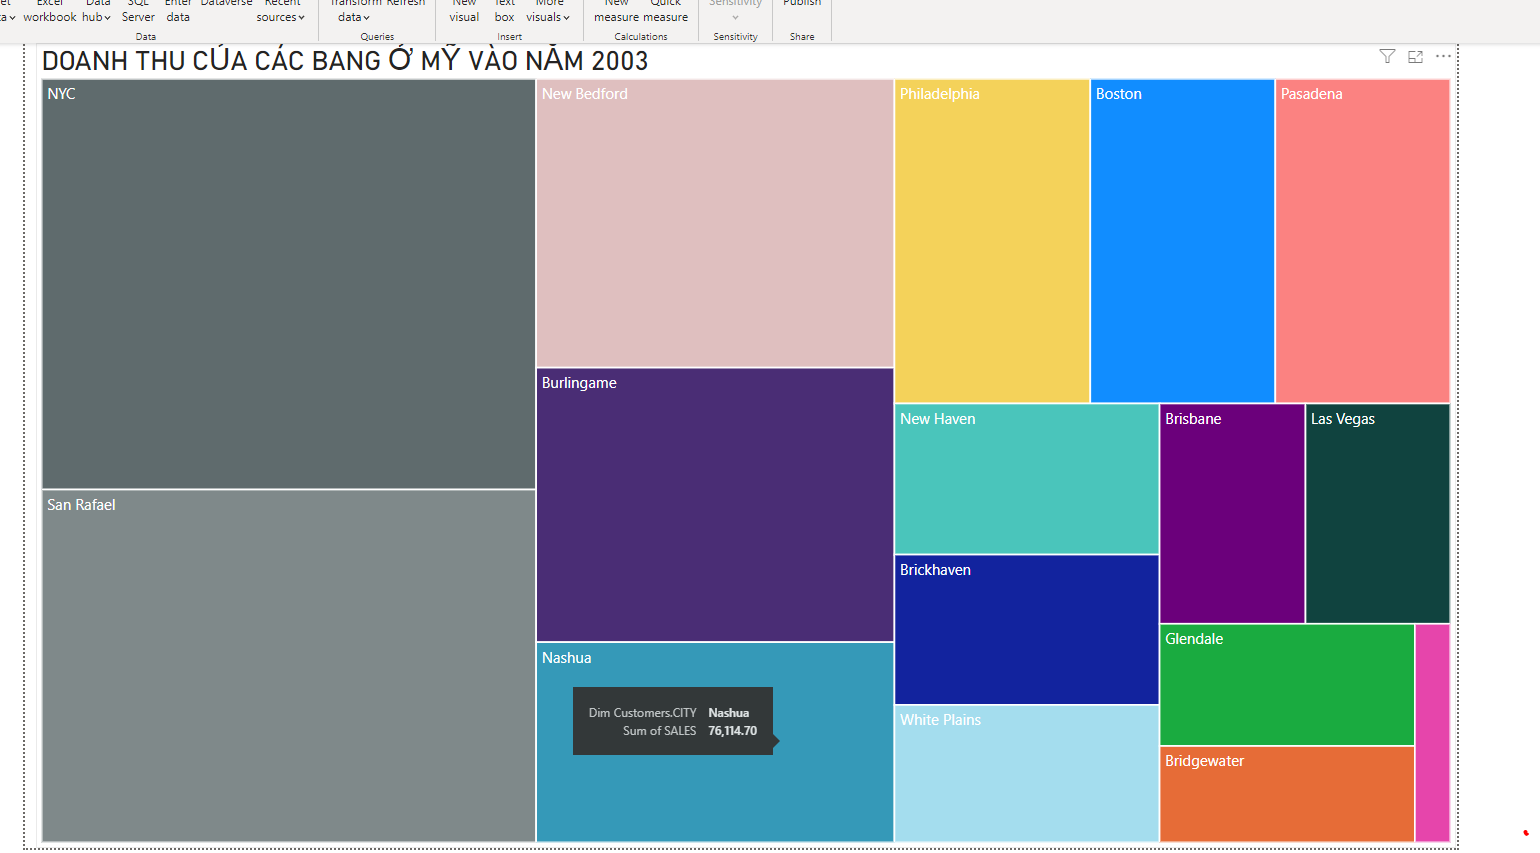 Excel Data SQL Enter Dataverse Recent Transform Refresh New Text More New Quick Sensitivity Publish
workbook hub Server data sources data visual box visuals measure measure
Data Queries Insert Calculations Sensitivity Share
DOANH THU CỦA CÁC BANG Ở MỸ VÀO NĂM 2003
NYC
New Bedford
Philadelphia
Boston
Pasadena
Burlingame
New Haven
Brisbane
Las Vegas
San Rafael
Brickhaven
Glendale
Nashua
Dim Customers.CITY Nashua
Sum of SALES 76,114.70
White Plains
Bridgewater